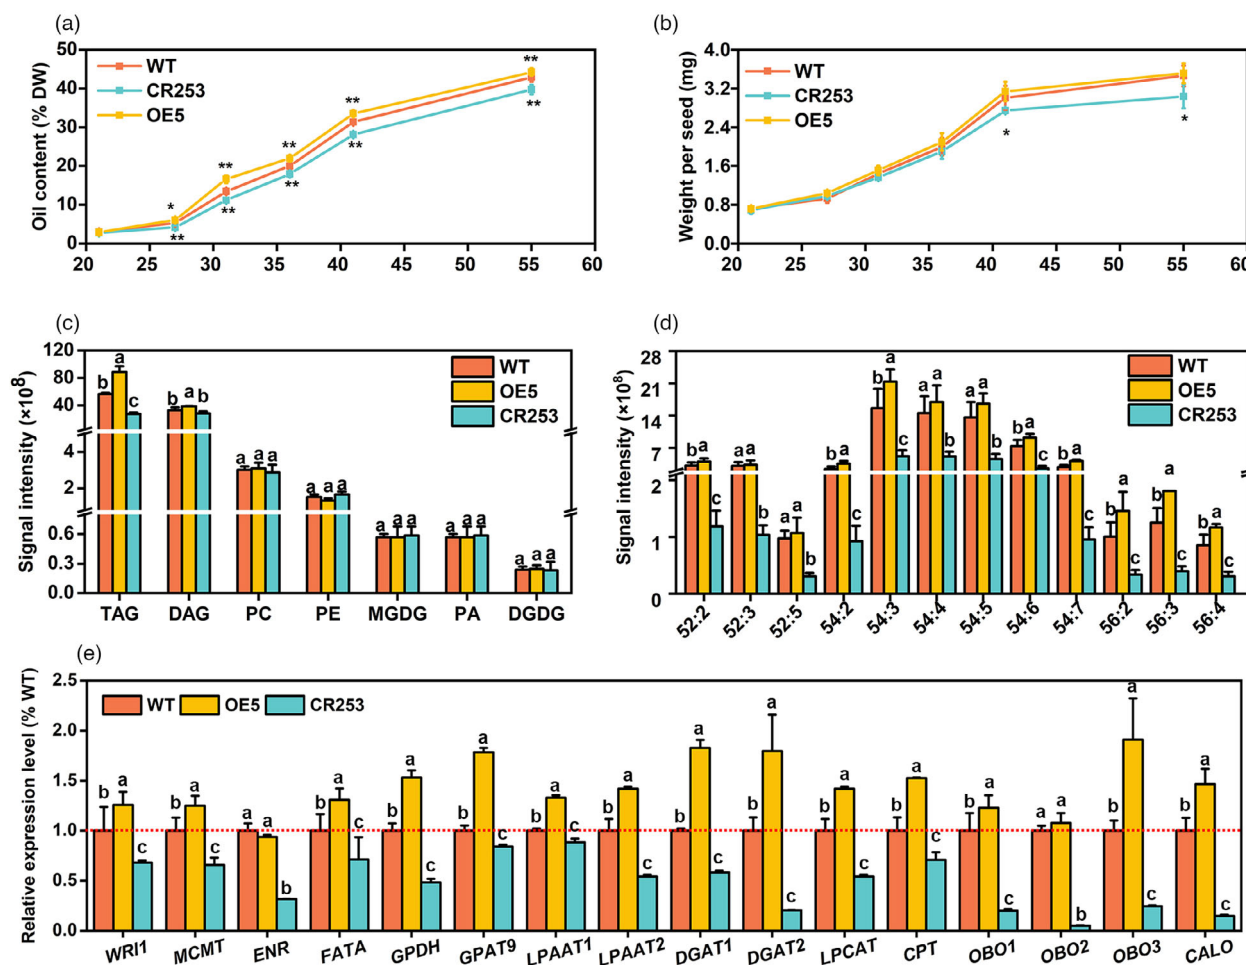 (a)
50
40
30
20
10
0
Oil content (% DW)
WT
CR253
OE5
* ** ** ** ** **
** ** ** ** **
20 25 30 35 40 45 50 55 60
(b)
4.0
3.2
2.4
1.6
0.8
0.0
Weight per seed (mg)
WT
CR253
OE5
* *
20 25 30 35 40 45 50 55 60
(c)
120
80
40
4
2
0.6
0.3
0.0
Signal intensity (×10⁸)
WT
OE5
CR253
b a c b a b a a a a a a a a a a a a a a a
TAG DAG PC PE MGDG PA DGDG
(d)
28
21
14
7
2
1
0
Signal intensity (×10⁸)
WT
OE5
CR253
b a c a a b a a b b a c b a c a a b a a b b a c b a c b a c b a c b a c
52:2 52:3 52:5 54:2 54:3 54:4 54:5 54:6 54:7 56:2 56:3 56:4
(e)
2.5
2.0
1.5
1.0
0.5
0.0
Relative expression level (% WT)
WT OE5 CR253
b a c b a c a a b b a c b a c b a c b a c b a c b a c b a c b a c b a c b a c a a b b a c b a c
WRI1 MCMT ENR FATA GPDH GPAT9 LPAAT1 LPAAT2 DGAT1 DGAT2 LPCAT CPT OBO1 OBO2 OBO3 CALO